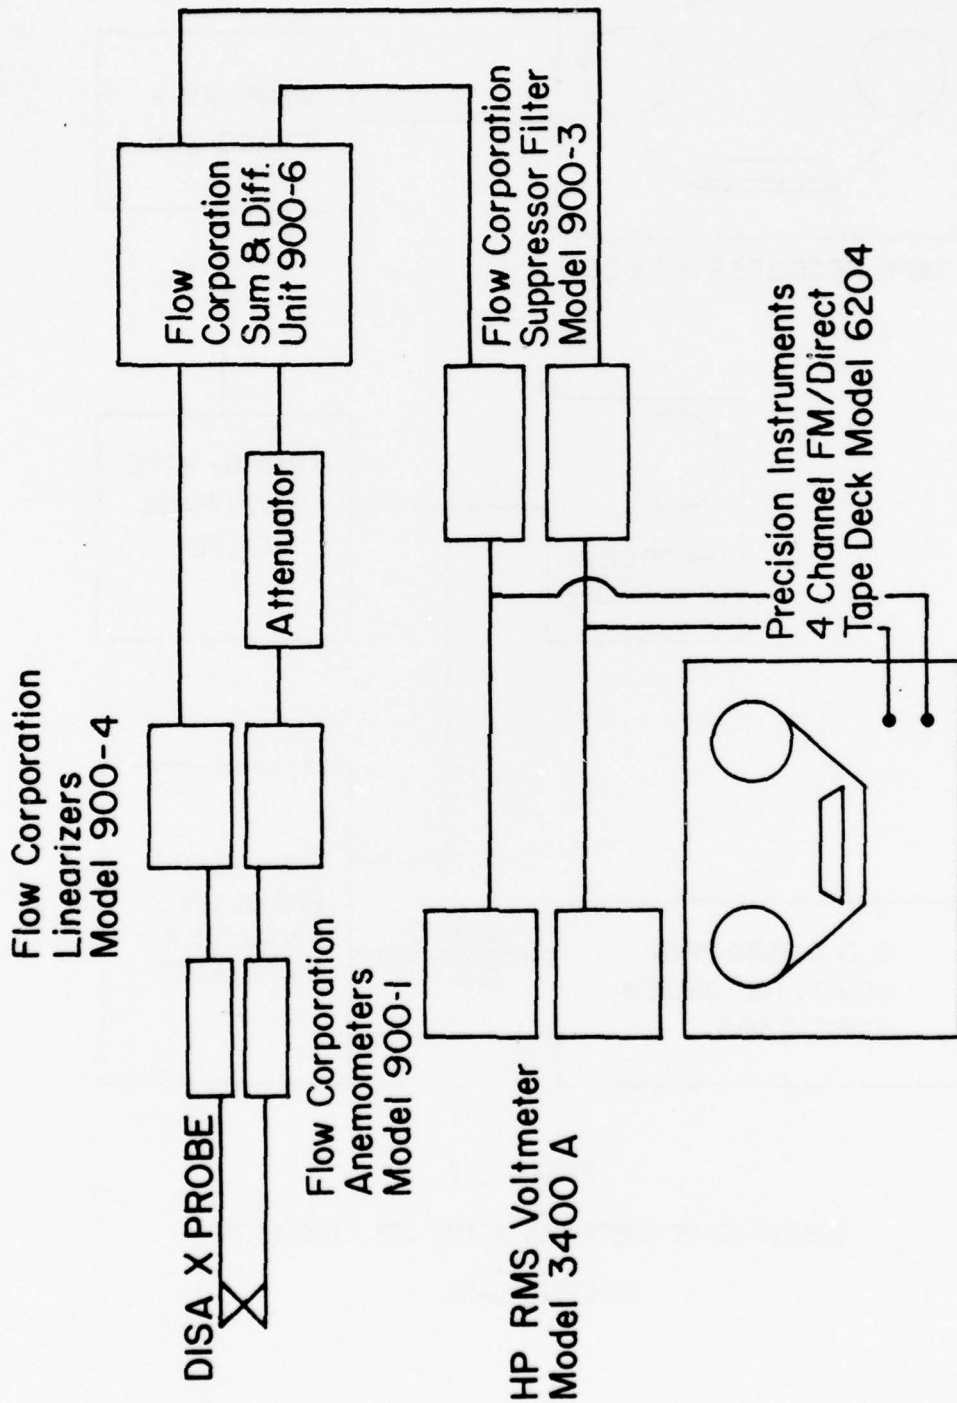 Flow Corporation
Linearizers
Model 900-4
Flow
Corporation
Sum & Diff.
Unit 900-6
Attenuator
DISA X PROBE
Flow Corporation
Anemometers
Model 900-1
Flow Corporation
Suppressor Filter
Model 900-3
HP RMS Voltmeter
Model 3400 A
Precision Instruments
4 Channel FM/Direct
Tape Deck Model 6204